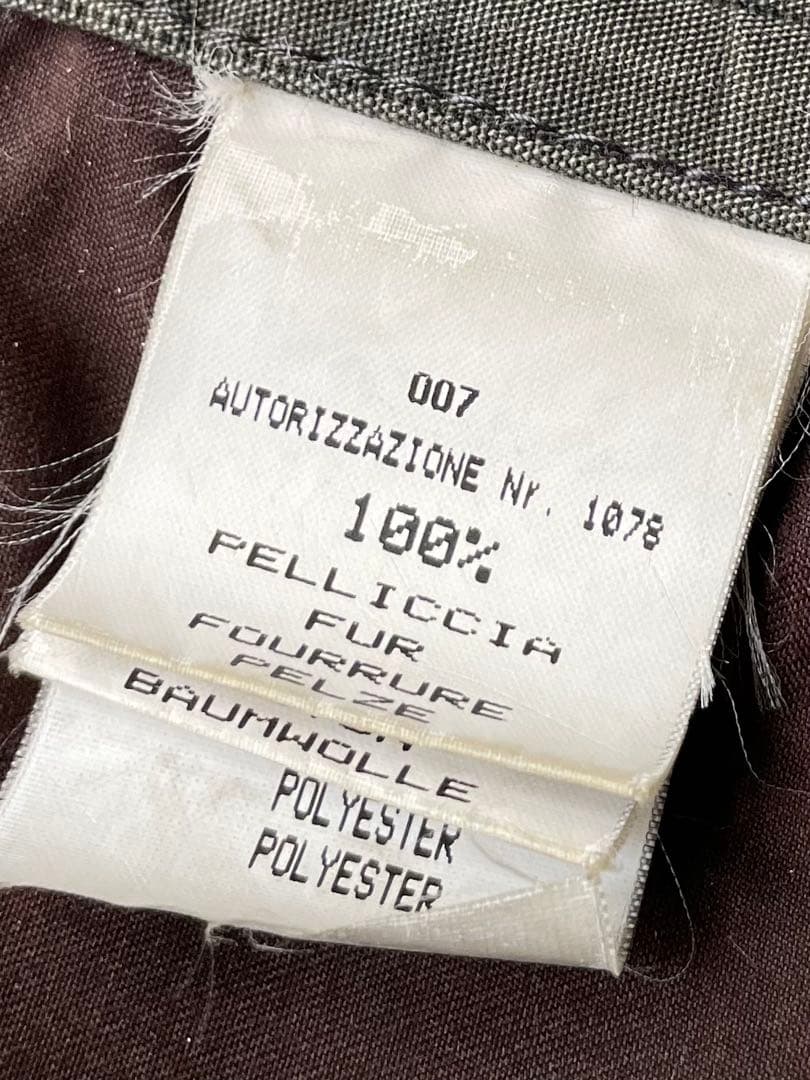 007
AUTORIZZAZIONE Nr. 1078
100%
PELLICCIA
FUR
FOURRURE
PELZE
BAUMWOLLE
POLYESTER
POLYESTER